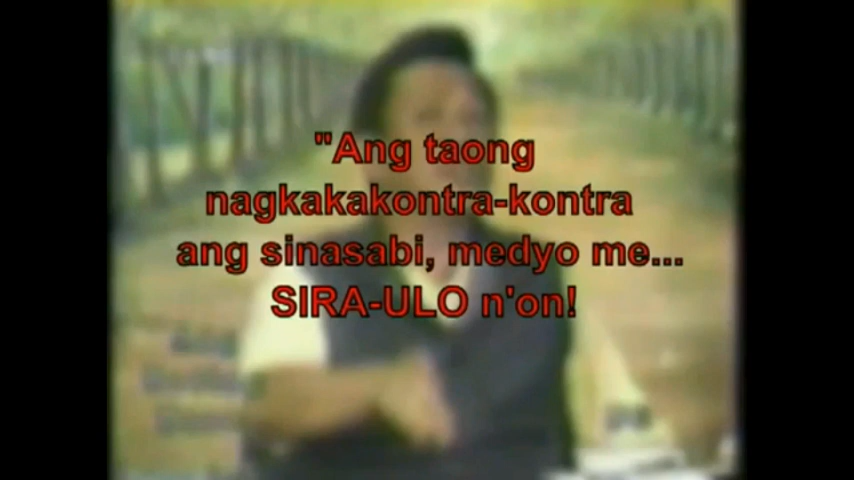 "Ang taong
nagkakakontra-kontra
ang sinasabi, medyo me...
SIRA-ULO n'on!